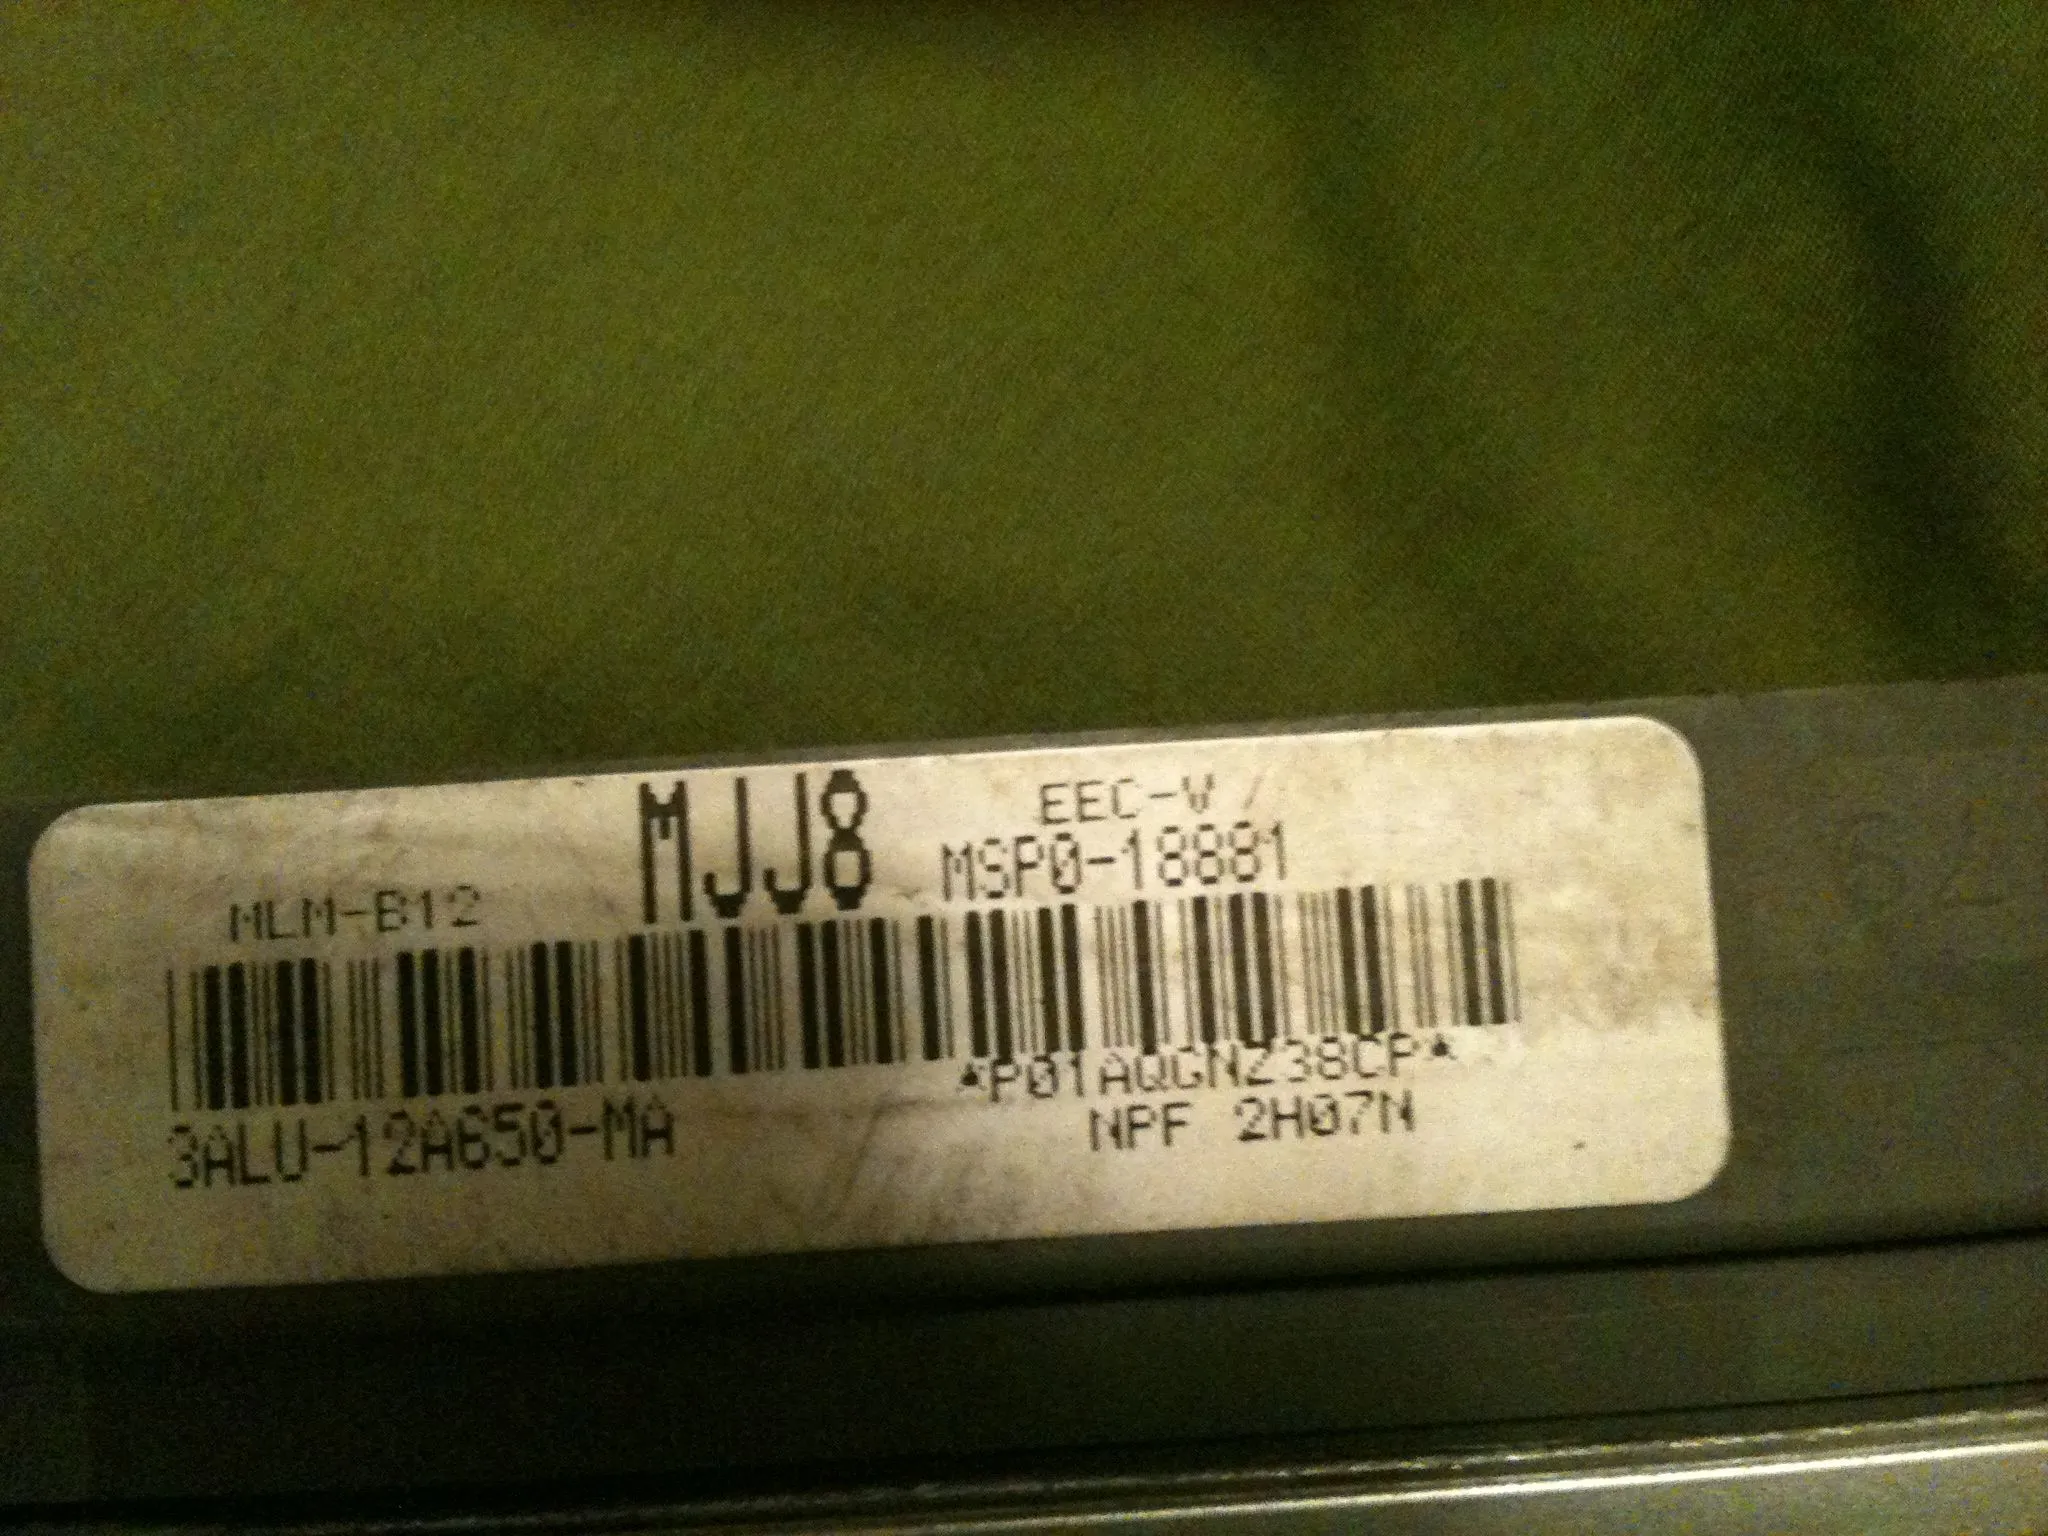 MJJ8
EEC-V
MSP0-18881
MLM-B12
*P01AQGNZ38CP*
3ALU-12A650-MA
NPF 2H07N